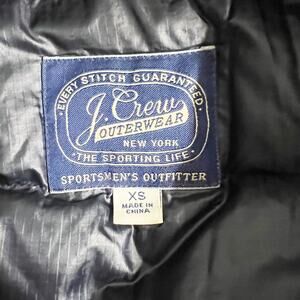 EVERY STITCH GUARANTEED
J.Crew
OUTERWEAR
NEW YORK
• THE SPORTING LIFE •
SPORTSMEN'S OUTFITTER
XS
MADE IN
CHINA